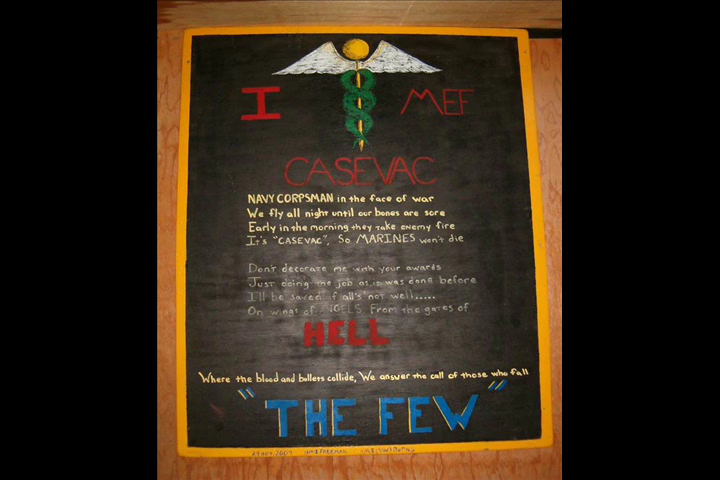 I MEF
CASEVAC
NAVY CORPSMAN in the face of war
We fly all night until our bones are sore
Early in the morning they take enemy fire
It's "CASEVAC", So MARINES won't die
Don't decorate me with your awards
Just doing the job as is was done before
I'll be saved if all's not well.....
On wings of ANGELS From the gates of
HELL
Where the blood and bullets collide, We answer the call of those who fall
"THE FEW"
2004